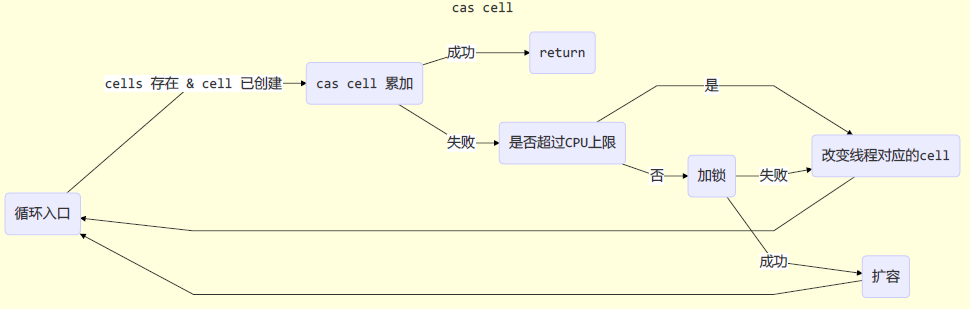 cas cell
成功
return
cells 存在 & cell 已创建
cas cell 累加
是
失败
是否超过CPU上限
改变线程对应的cell
否
加锁
失败
循环入口
成功
扩容